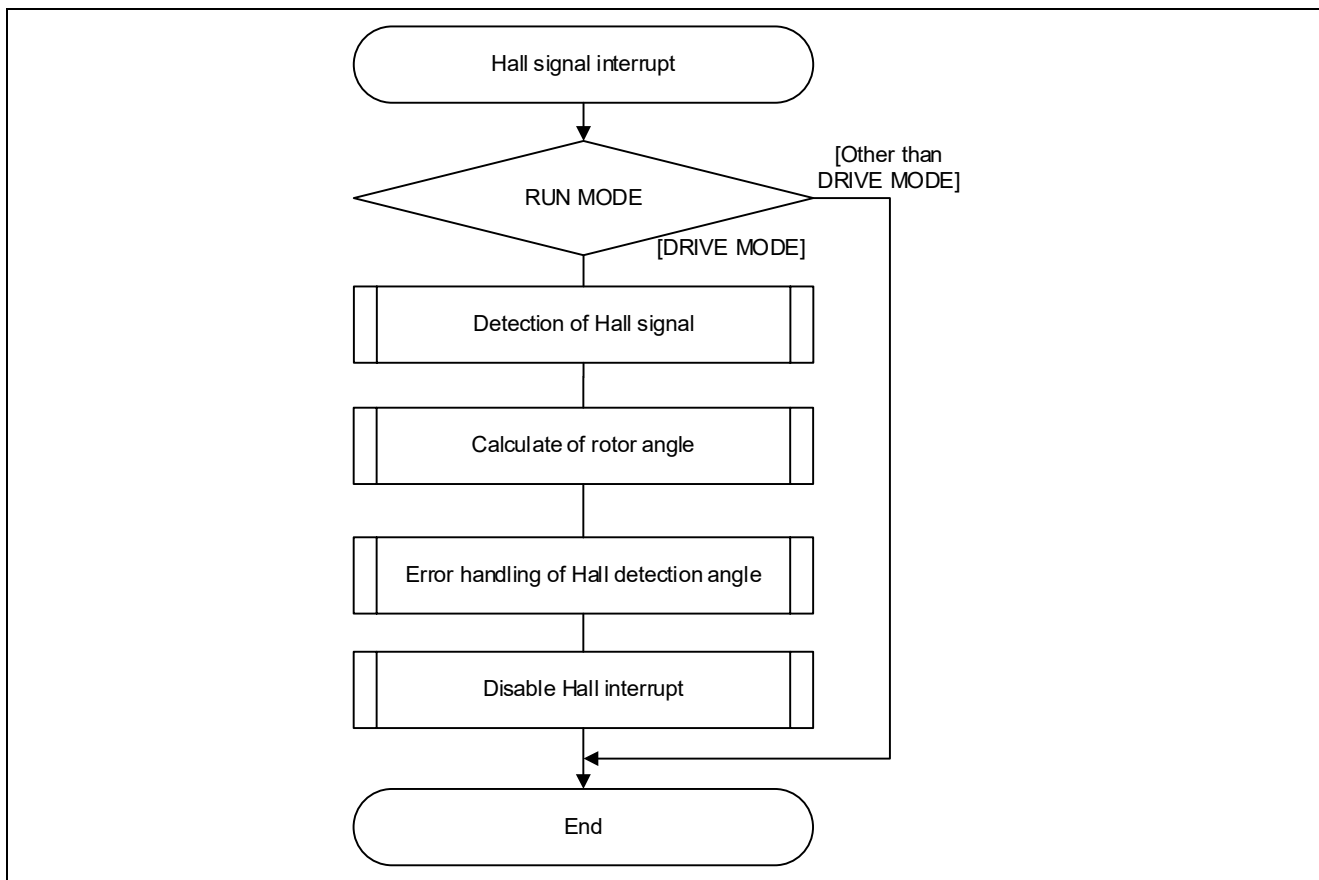 Hall signal interrupt
[Other than
DRIVE MODE]
RUN MODE
[DRIVE MODE]
Detection of Hall signal
Calculate of rotor angle
Error handling of Hall detection angle
Disable Hall interrupt
End